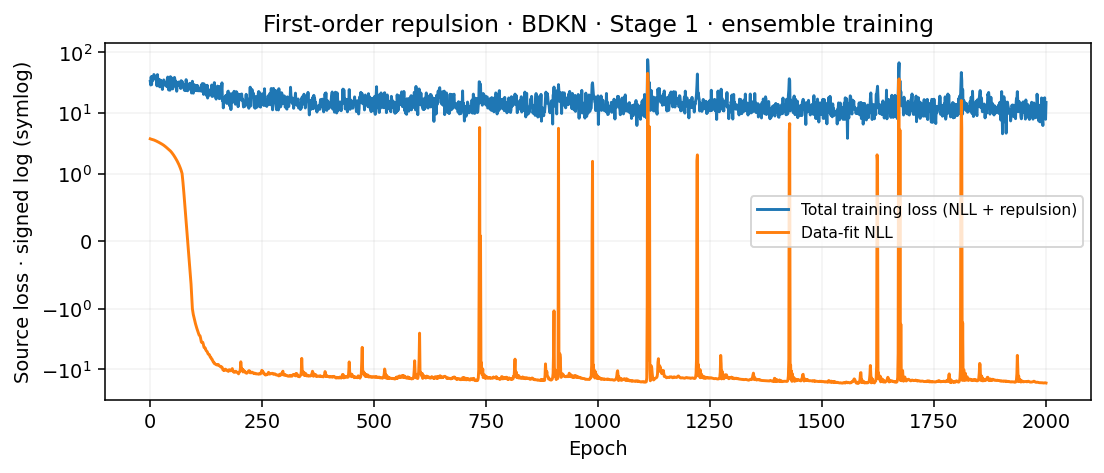 First-order repulsion · BDKN · Stage 1 · ensemble training
Source loss · signed log (symlog)
10²
10¹
10⁰
0
−10⁰
−10¹
Total training loss (NLL + repulsion)
Data-fit NLL
0 250 500 750 1000 1250 1500 1750 2000
Epoch